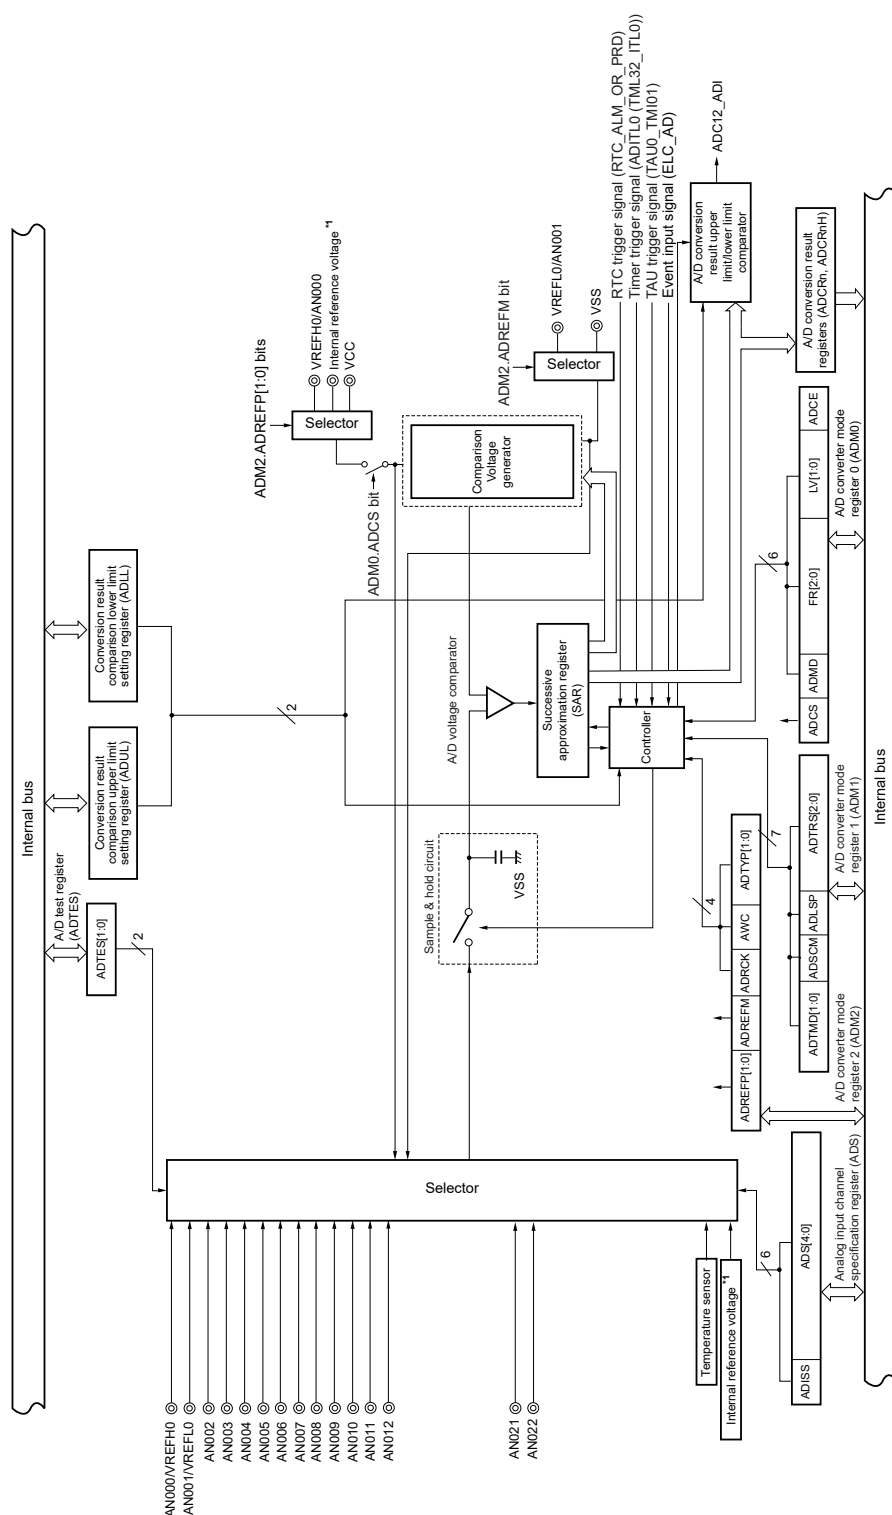 Internal bus
A/D test register
(ADTES)
ADTES[1:0]
2
Conversion result
comparison upper limit
setting register (ADUL)
Conversion result
comparison lower limit
setting register (ADLL)
2
ADM2.ADREFP[1:0] bits
Selector
VREFH0/AN000
Internal reference voltage *1
VCC
ADM0.ADCS bit
ADM2.ADREFM bit
Selector
VREFL0/AN001
VSS
Comparison
Voltage
generator
A/D voltage comparator
Sample & hold circuit
VSS
Successive
approximation register
(SAR)
Controller
RTC trigger signal (RTC_ALM_OR_PRD)
Timer trigger signal (ADITL0 (TML32_ITL0))
TAU trigger signal (TAU0_TMI01)
Event input signal (ELC_AD)
A/D conversion
result upper
limit/lower limit
comparator
ADC12_ADI
A/D conversion result
registers (ADCRn, ADCRnH)
AN000/VREFH0
AN001/VREFL0
AN002
AN003
AN004
AN005
AN006
AN007
AN008
AN009
AN010
AN011
AN012
AN021
AN022
Selector
Temperature sensor
Internal reference voltage *1
6
ADISS
ADS[4:0]
Analog input channel
specification register (ADS)
4
ADREFP[1:0]
ADREFM
ADRCK
AWC
ADTYP[1:0]
A/D converter mode
register 2 (ADM2)
7
ADTMD[1:0]
ADSCM
ADLSP
ADTRS[2:0]
A/D converter mode
register 1 (ADM1)
6
ADCS
ADMD
FR[2:0]
LV[1:0]
ADCE
A/D converter mode
register 0 (ADM0)
Internal bus